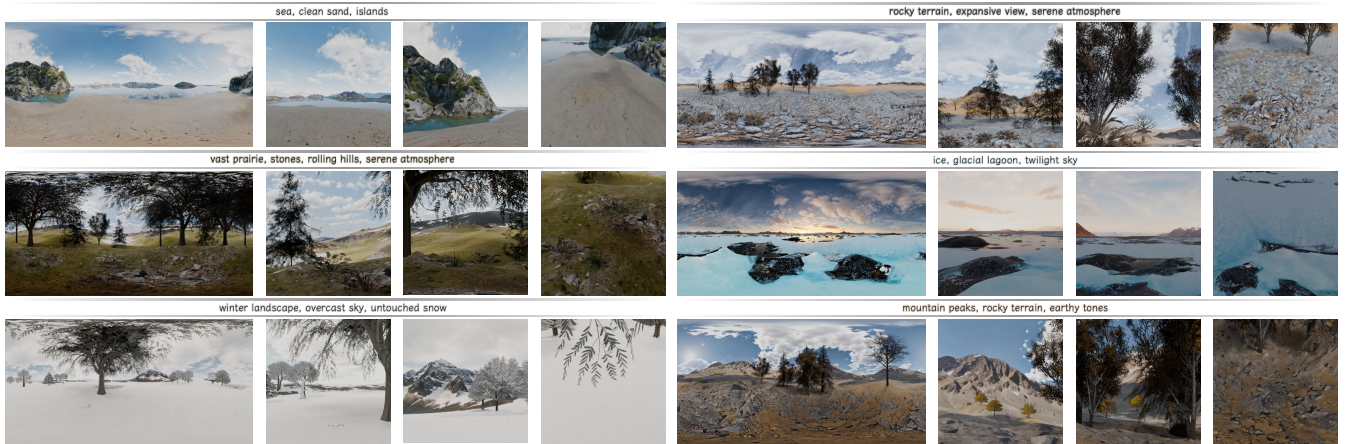 sea, clean sand, islands
rocky terrain, expansive view, serene atmosphere
vast prairie, stones, rolling hills, serene atmosphere
ice, glacial lagoon, twilight sky
winter landscape, overcast sky, untouched snow
mountain peaks, rocky terrain, earthy tones